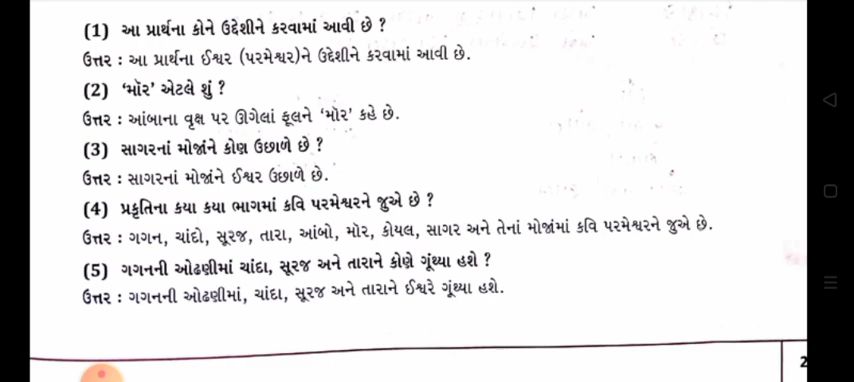 (1) આ પ્રાર્થના કોને ઉદ્દેશીને કરવામાં આવી છે ?
ઉત્તર : આ પ્રાર્થના ઈશ્વર (પરમેશ્વર)ને ઉદ્દેશીને કરવામાં આવી છે.
(2) ‘મૉર’ એટલે શું ?
ઉત્તર : આંબાના વૃક્ષ પર ઊગેલાં ફૂલને ‘મૉર’ કહે છે.
(3) સાગરનાં મોજાંને કોણ ઉછાળે છે ?
ઉત્તર : સાગરનાં મોજાંને ઈશ્વર ઉછાળે છે.
(4) પ્રકૃતિના કયા કયા ભાગમાં કવિ પરમેશ્વરને જુએ છે ?
ઉત્તર : ગગન, ચાંદો, સૂરજ, તારા, આંબો, મૉર, કોયલ, સાગર અને તેનાં મોજાંમાં કવિ પરમેશ્વરને જુએ છે.
(5) ગગનની ઓઢણીમાં ચાંદા, સૂરજ અને તારાને કોણે ગૂંથ્યા હશે ?
ઉત્તર : ગગનની ઓઢણીમાં, ચાંદા, સૂરજ અને તારાને ઈશ્વરે ગૂંથ્યા હશે.
2